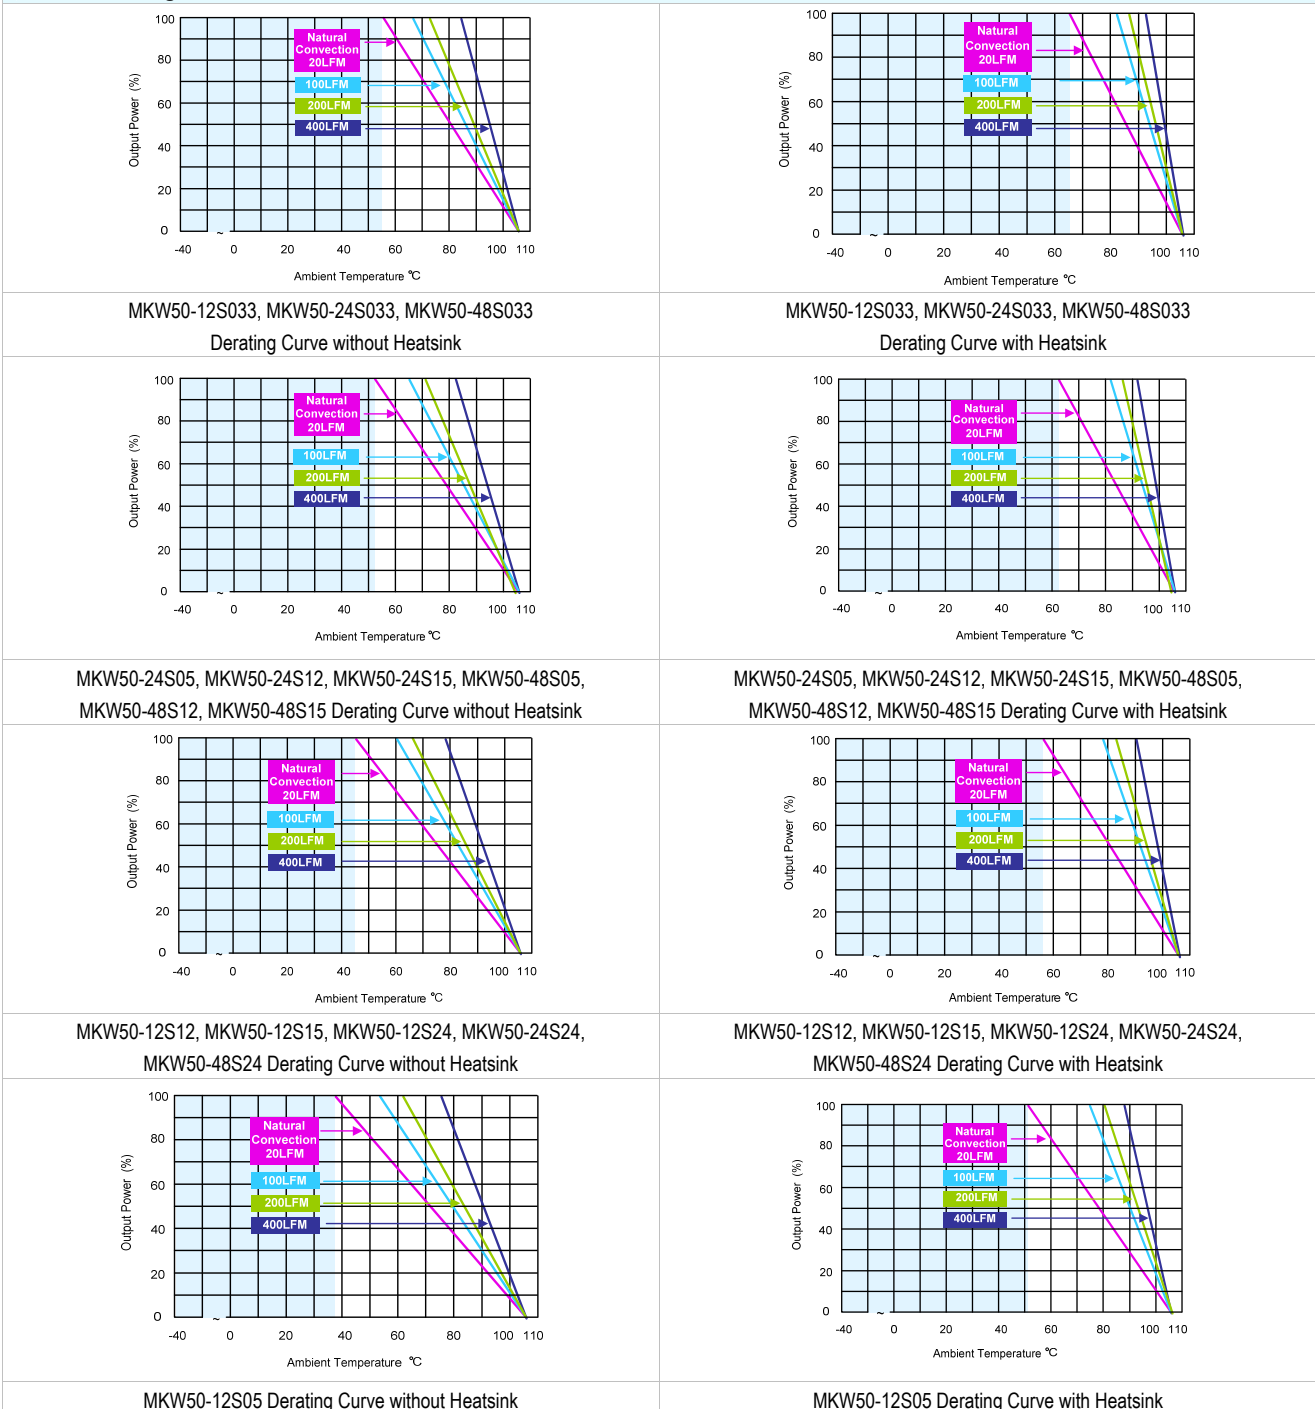 100
80
60
40
20
0
Output Power (%)
Natural
Convection
20LFM
100LFM
200LFM
400LFM
-40
~
0
20
40
60
80
100
110
Ambient Temperature °C
100
80
60
40
20
0
Output Power (%)
Natural
Convection
20LFM
100LFM
200LFM
400LFM
-40
~
0
20
40
60
80
100
110
Ambient Temperature °C
MKW50-12S033, MKW50-24S033, MKW50-48S033
Derating Curve without Heatsink
MKW50-12S033, MKW50-24S033, MKW50-48S033
Derating Curve with Heatsink
100
80
60
40
20
0
Output Power (%)
Natural
Convection
20LFM
100LFM
200LFM
400LFM
-40
~
0
20
40
60
80
100
110
Ambient Temperature °C
100
80
60
40
20
0
Output Power (%)
Natural
Convection
20LFM
100LFM
200LFM
400LFM
-40
~
0
20
40
60
80
100
110
Ambient Temperature °C
MKW50-24S05, MKW50-24S12, MKW50-24S15, MKW50-48S05,
MKW50-48S12, MKW50-48S15 Derating Curve without Heatsink
MKW50-24S05, MKW50-24S12, MKW50-24S15, MKW50-48S05,
MKW50-48S12, MKW50-48S15 Derating Curve with Heatsink
100
80
60
40
20
0
Output Power (%)
Natural
Convection
20LFM
100LFM
200LFM
400LFM
-40
~
0
20
40
60
80
100
110
Ambient Temperature °C
100
80
60
40
20
0
Output Power (%)
Natural
Convection
20LFM
100LFM
200LFM
400LFM
-40
~
0
20
40
60
80
100
110
Ambient Temperature °C
MKW50-12S12, MKW50-12S15, MKW50-12S24, MKW50-24S24,
MKW50-48S24 Derating Curve without Heatsink
MKW50-12S12, MKW50-12S15, MKW50-12S24, MKW50-24S24,
MKW50-48S24 Derating Curve with Heatsink
100
80
60
40
20
0
Output Power (%)
Natural
Convection
20LFM
100LFM
200LFM
400LFM
-40
~
0
20
40
60
80
100
110
Ambient Temperature °C
100
80
60
40
20
0
Output Power (%)
Natural
Convection
20LFM
100LFM
200LFM
400LFM
-40
~
0
20
40
60
80
100
110
Ambient Temperature °C
MKW50-12S05 Derating Curve without Heatsink
MKW50-12S05 Derating Curve with Heatsink